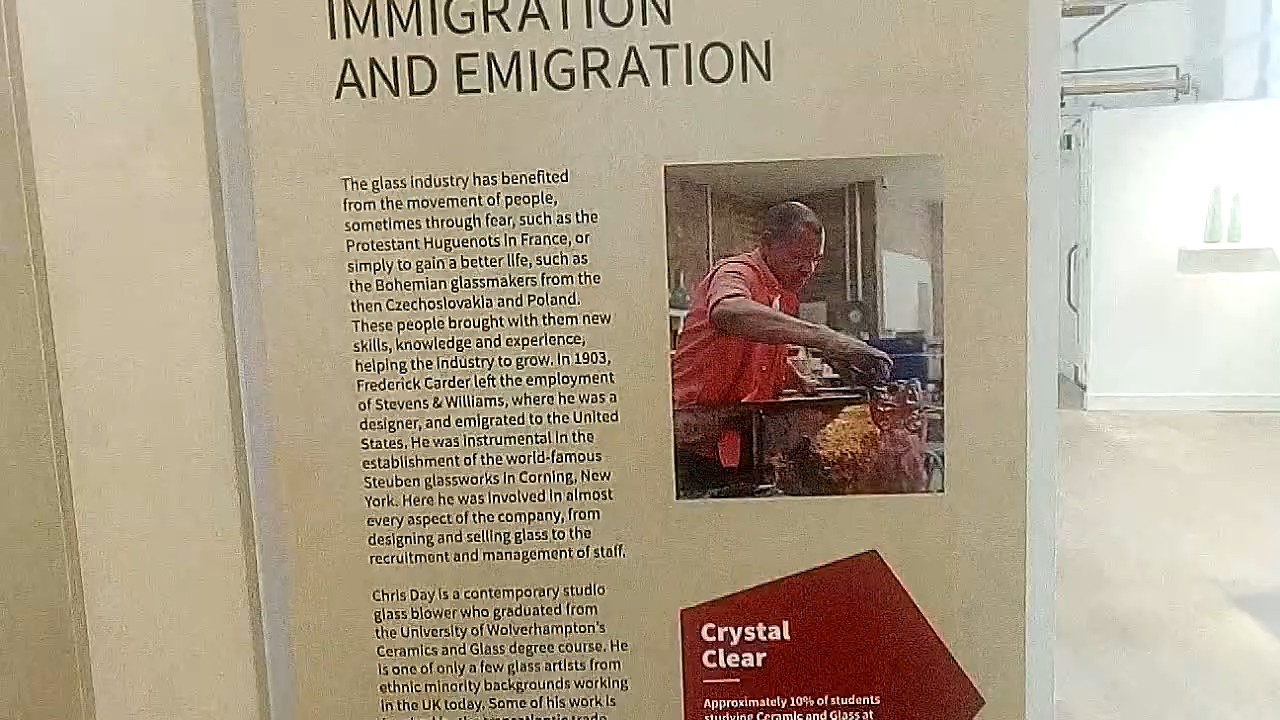 IMMIGRATION
AND EMIGRATION
The glass industry has benefited
from the movement of people,
sometimes through fear, such as the
Protestant Huguenots in France, or
simply to gain a better life, such as
the Bohemian glassmakers from the
then Czechoslovakia and Poland.
These people brought with them new
skills, knowledge and experience,
helping the industry to grow. In 1903,
Frederick Carder left the employment
of Stevens & Williams, where he was a
designer, and emigrated to the United
States. He was instrumental in the
establishment of the world-famous
Steuben glassworks in Corning, New
York. Here he was involved in almost
every aspect of the company, from
designing and selling glass to the
recruitment and management of staff.
Chris Day is a contemporary studio
glass blower who graduated from
the University of Wolverhampton's
Ceramics and Glass degree course. He
is one of only a few glass artists from
ethnic minority backgrounds working
in the UK today. Some of his work is
Crystal
Clear
Approximately 10% of students
studying Ceramic and Glass at